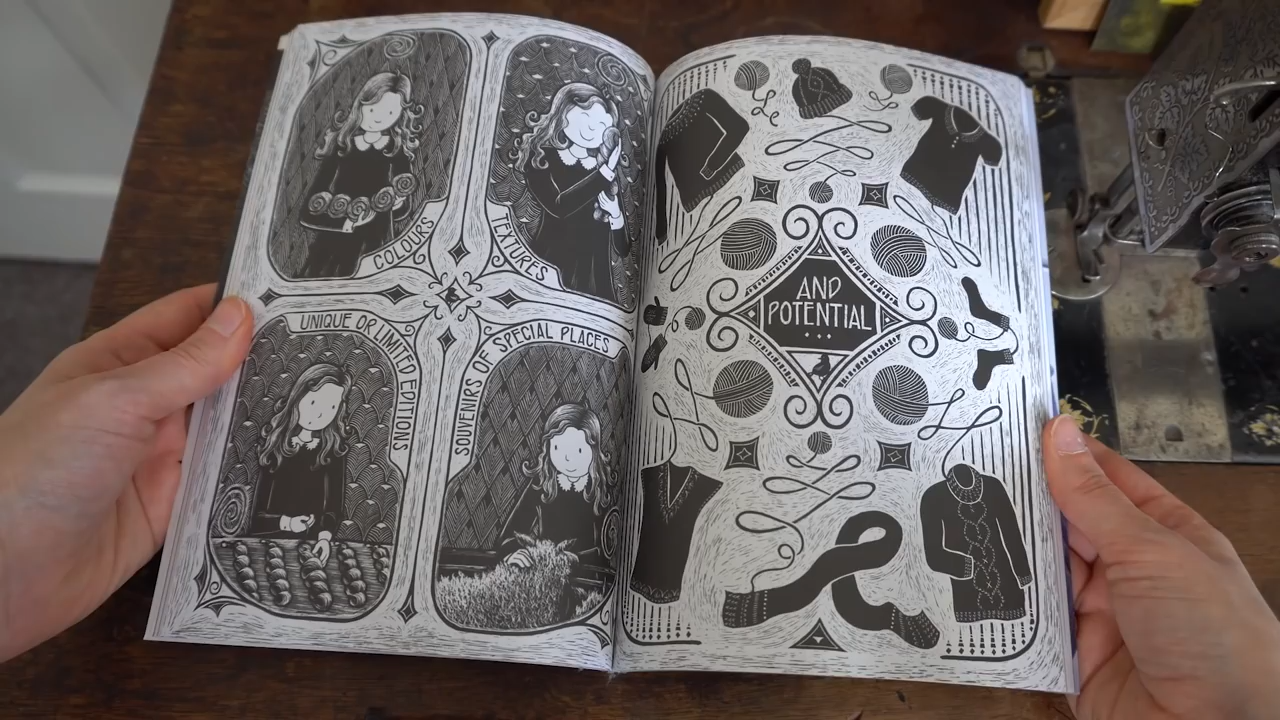 COLOURS
TEXTURES
UNIQUE OR LIMITED EDITIONS
SOUVENIRS OF SPECIAL PLACES
AND
POTENTIAL